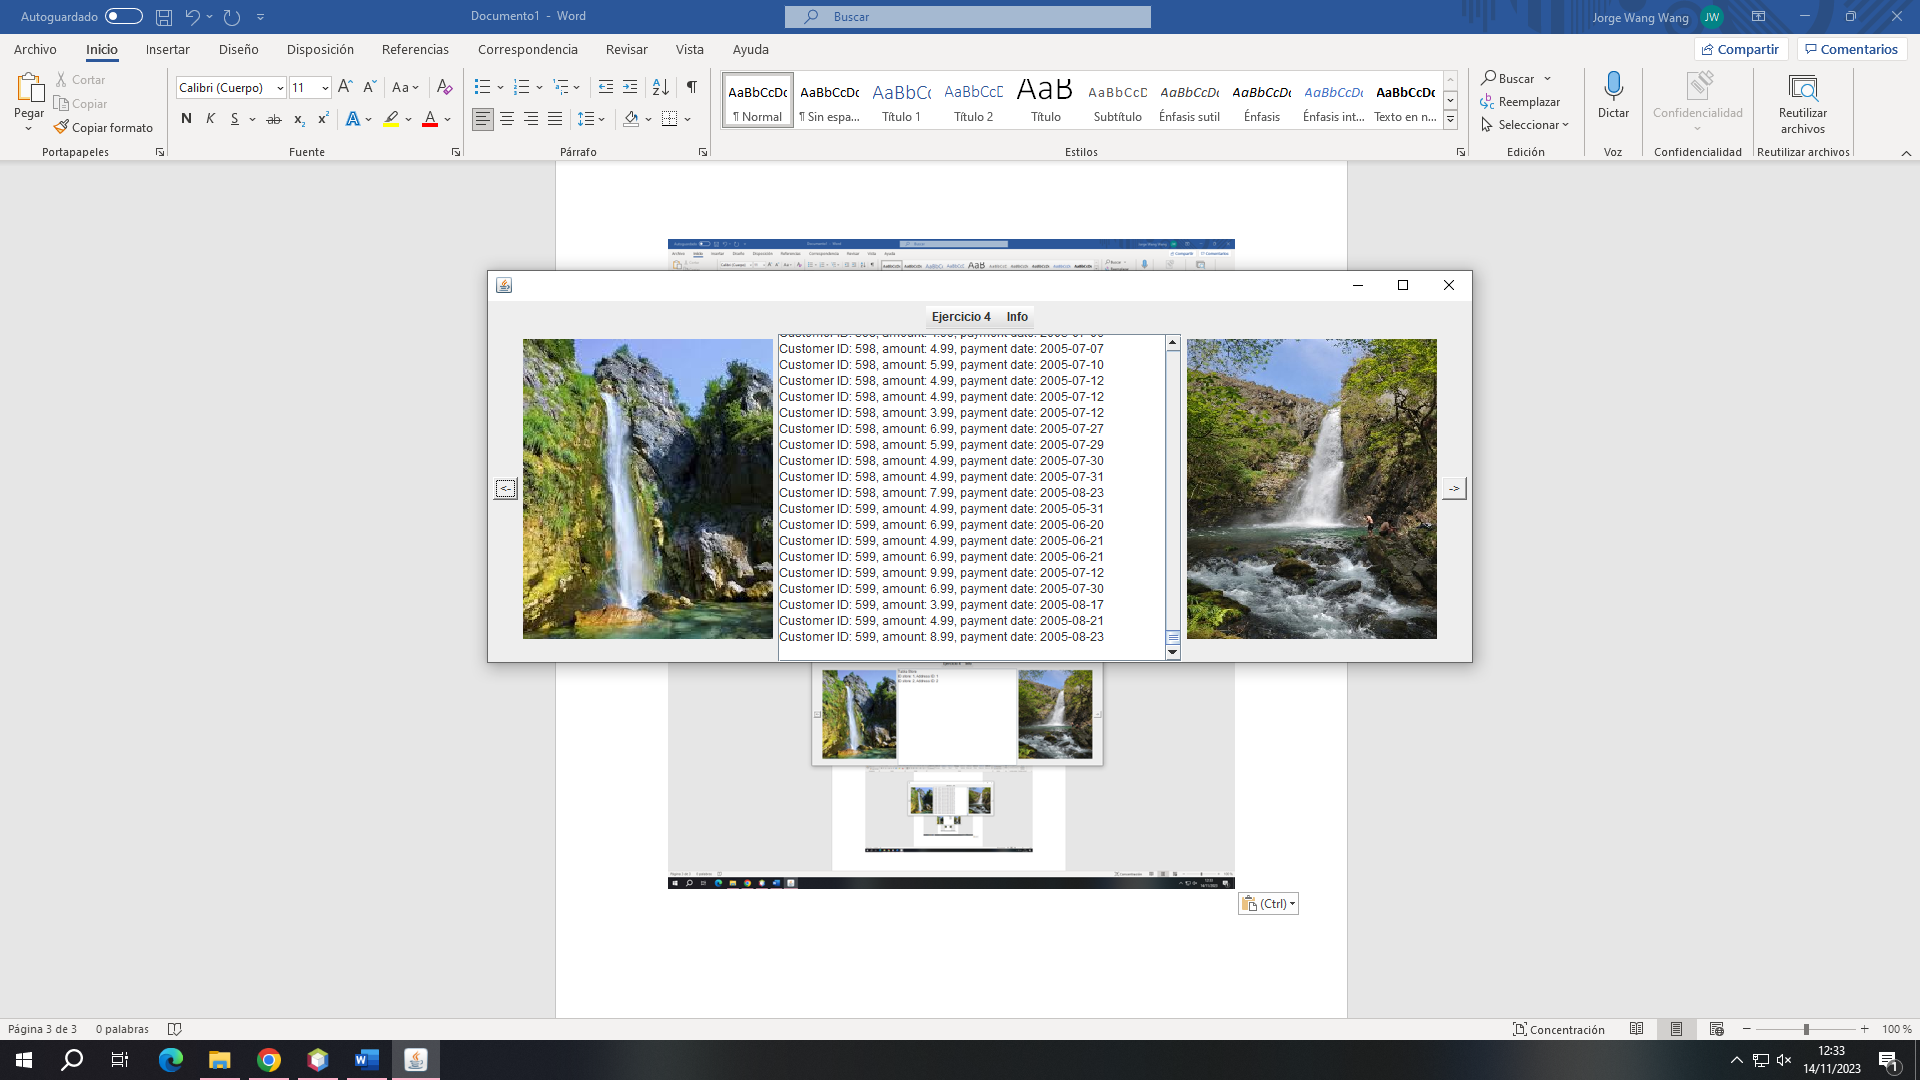 Autoguardado
Documento1 - Word
Buscar
Jorge Wang Wang
JW
Archivo
Inicio
Insertar
Diseño
Disposición
Referencias
Correspondencia
Revisar
Vista
Ayuda
Compartir
Comentarios
Pegar
Cortar
Copiar
Copiar formato
Portapapeles
Calibri (Cuerpo)
11
Fuente
Párrafo
AaBbCcDc
¶ Normal
AaBbCcDc
¶ Sin espa...
AaBbCc
Título 1
AaBbCcD
Título 2
AaB
Título
AaBbCcD
Subtítulo
AaBbCcDc
Énfasis sutil
AaBbCcDc
Énfasis
AaBbCcDc
Énfasis int...
AaBbCcDc
Texto en n...
Estilos
Buscar
Reemplazar
Seleccionar
Edición
Dictar
Voz
Confidencialidad
Confidencialidad
Reutilizar
archivos
Reutilizar archivos
Ejercicio 4
Info
Customer ID: 598, amount: 4.99, payment date: 2005-07-07
Customer ID: 598, amount: 5.99, payment date: 2005-07-10
Customer ID: 598, amount: 4.99, payment date: 2005-07-12
Customer ID: 598, amount: 4.99, payment date: 2005-07-12
Customer ID: 598, amount: 3.99, payment date: 2005-07-12
Customer ID: 598, amount: 6.99, payment date: 2005-07-27
Customer ID: 598, amount: 5.99, payment date: 2005-07-29
Customer ID: 598, amount: 4.99, payment date: 2005-07-30
Customer ID: 598, amount: 4.99, payment date: 2005-07-31
Customer ID: 598, amount: 7.99, payment date: 2005-08-23
Customer ID: 599, amount: 4.99, payment date: 2005-05-31
Customer ID: 599, amount: 6.99, payment date: 2005-06-20
Customer ID: 599, amount: 4.99, payment date: 2005-06-21
Customer ID: 599, amount: 6.99, payment date: 2005-06-21
Customer ID: 599, amount: 9.99, payment date: 2005-07-12
Customer ID: 599, amount: 6.99, payment date: 2005-07-30
Customer ID: 599, amount: 3.99, payment date: 2005-08-17
Customer ID: 599, amount: 4.99, payment date: 2005-08-21
Customer ID: 599, amount: 8.99, payment date: 2005-08-23
<-
->
(Ctrl)
Página 3 de 3
0 palabras
Concentración
100 %
12:33
14/11/2023
1